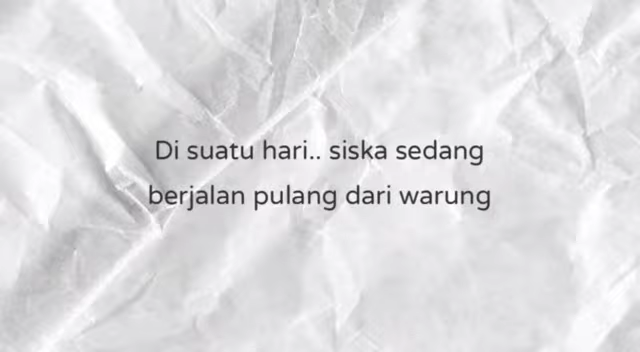 Di suatu hari.. siska sedang
berjalan pulang dari warung